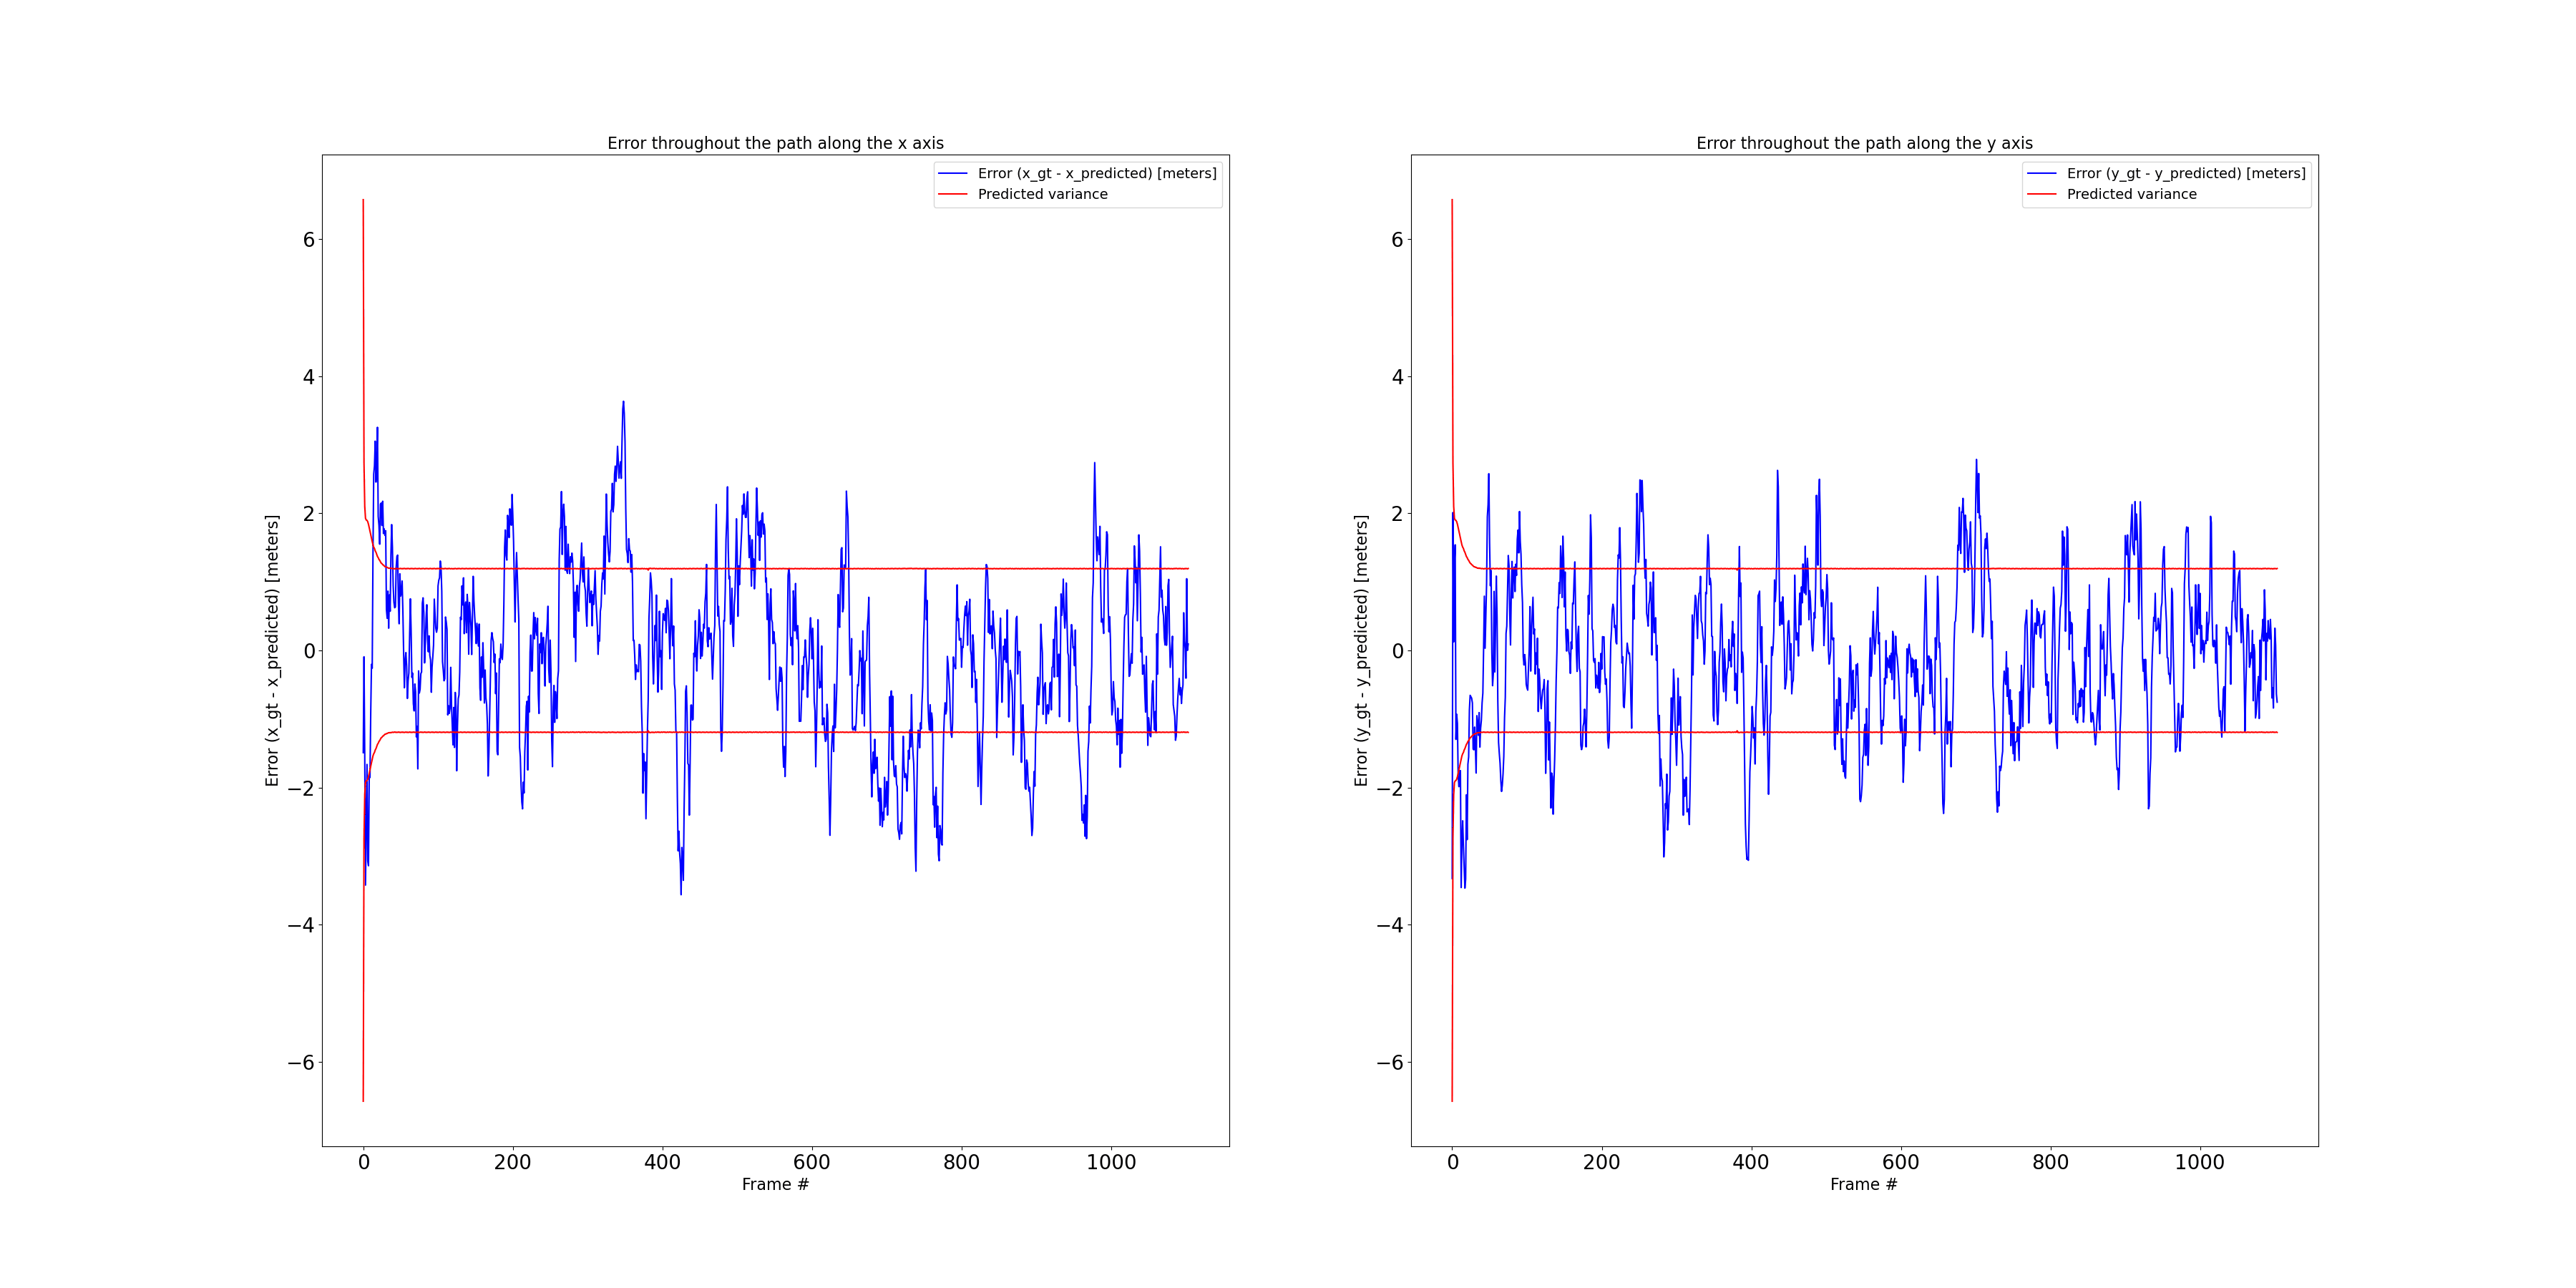 Error throughout the path along the x axis
Error (x_gt - x_predicted) [meters]
Predicted variance
Error (x_gt - x_predicted) [meters]
6
4
2
0
−2
−4
−6
0 200 400 600 800 1000
Frame #
Error throughout the path along the y axis
Error (y_gt - y_predicted) [meters]
Predicted variance
Error (y_gt - y_predicted) [meters]
6
4
2
0
−2
−4
−6
0 200 400 600 800 1000
Frame #